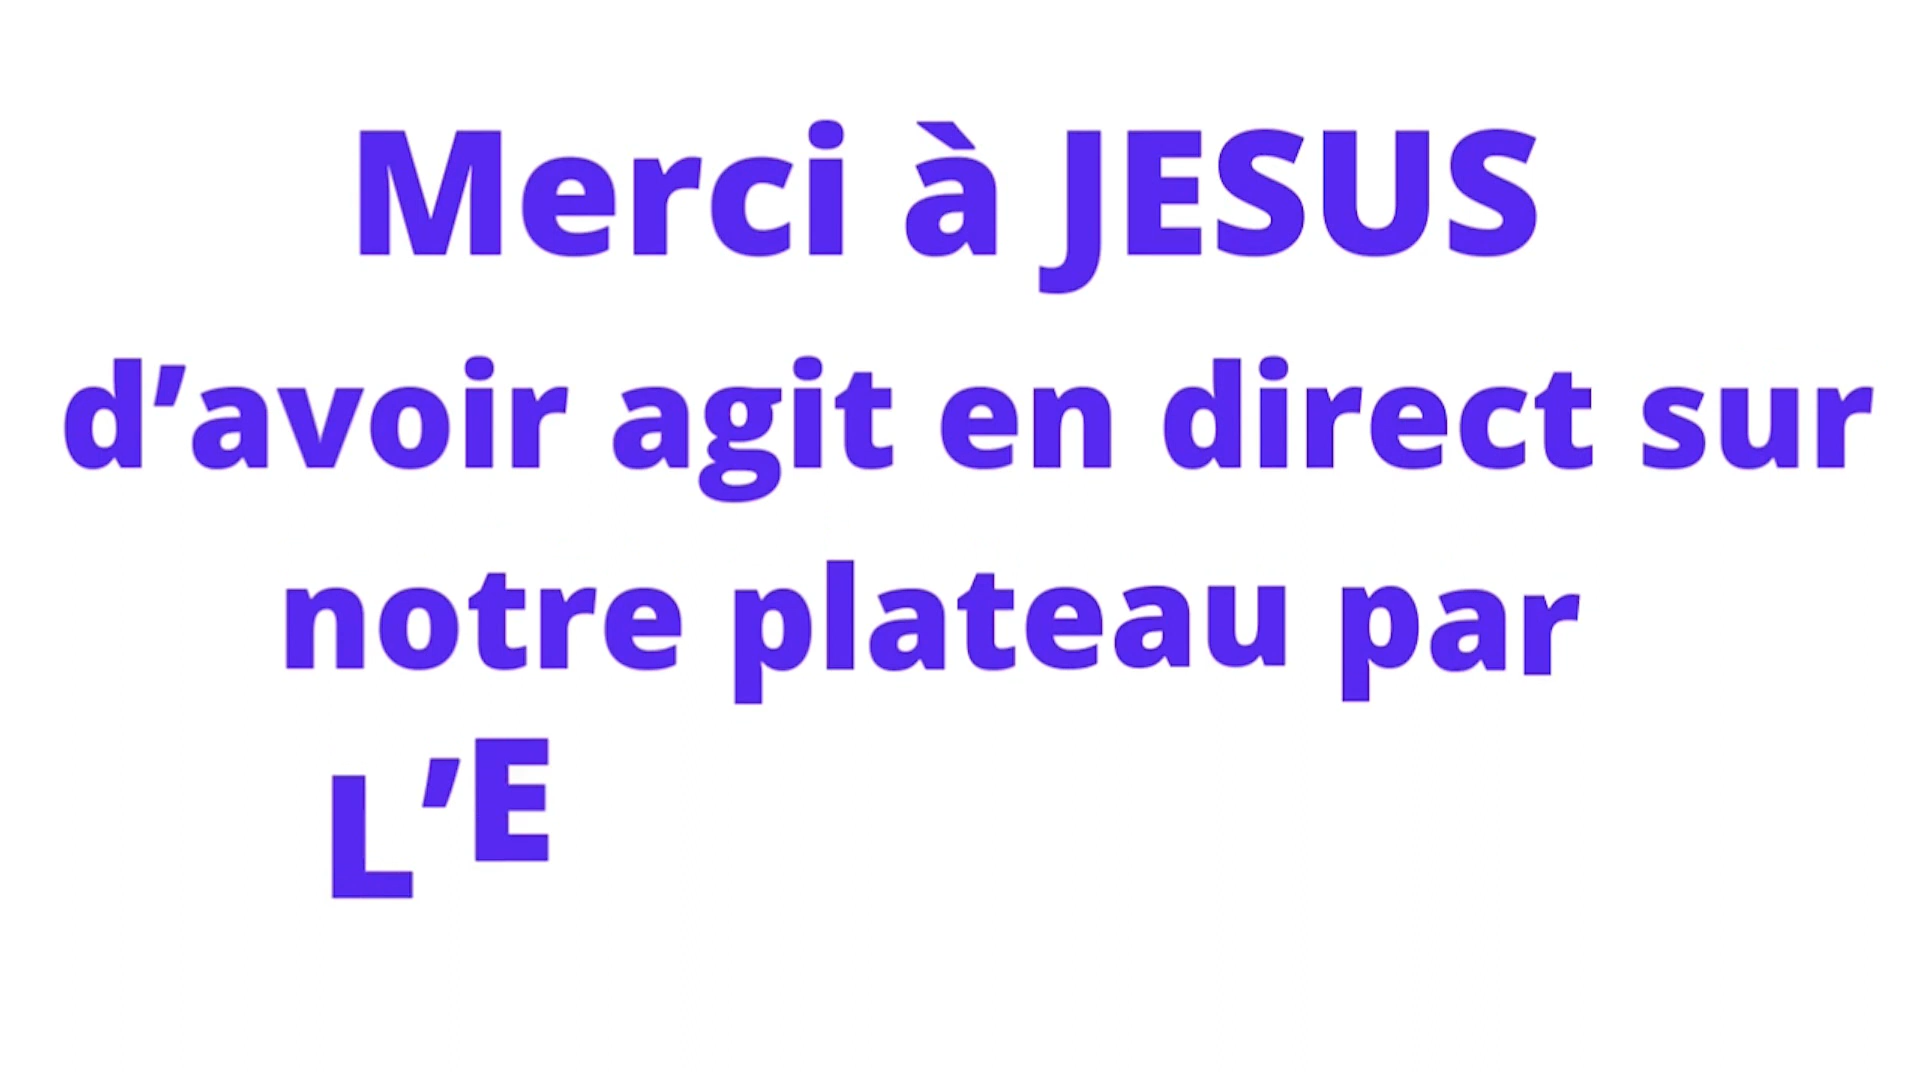 Merci à JESUS
d’avoir agit en direct sur
notre plateau par
L’E